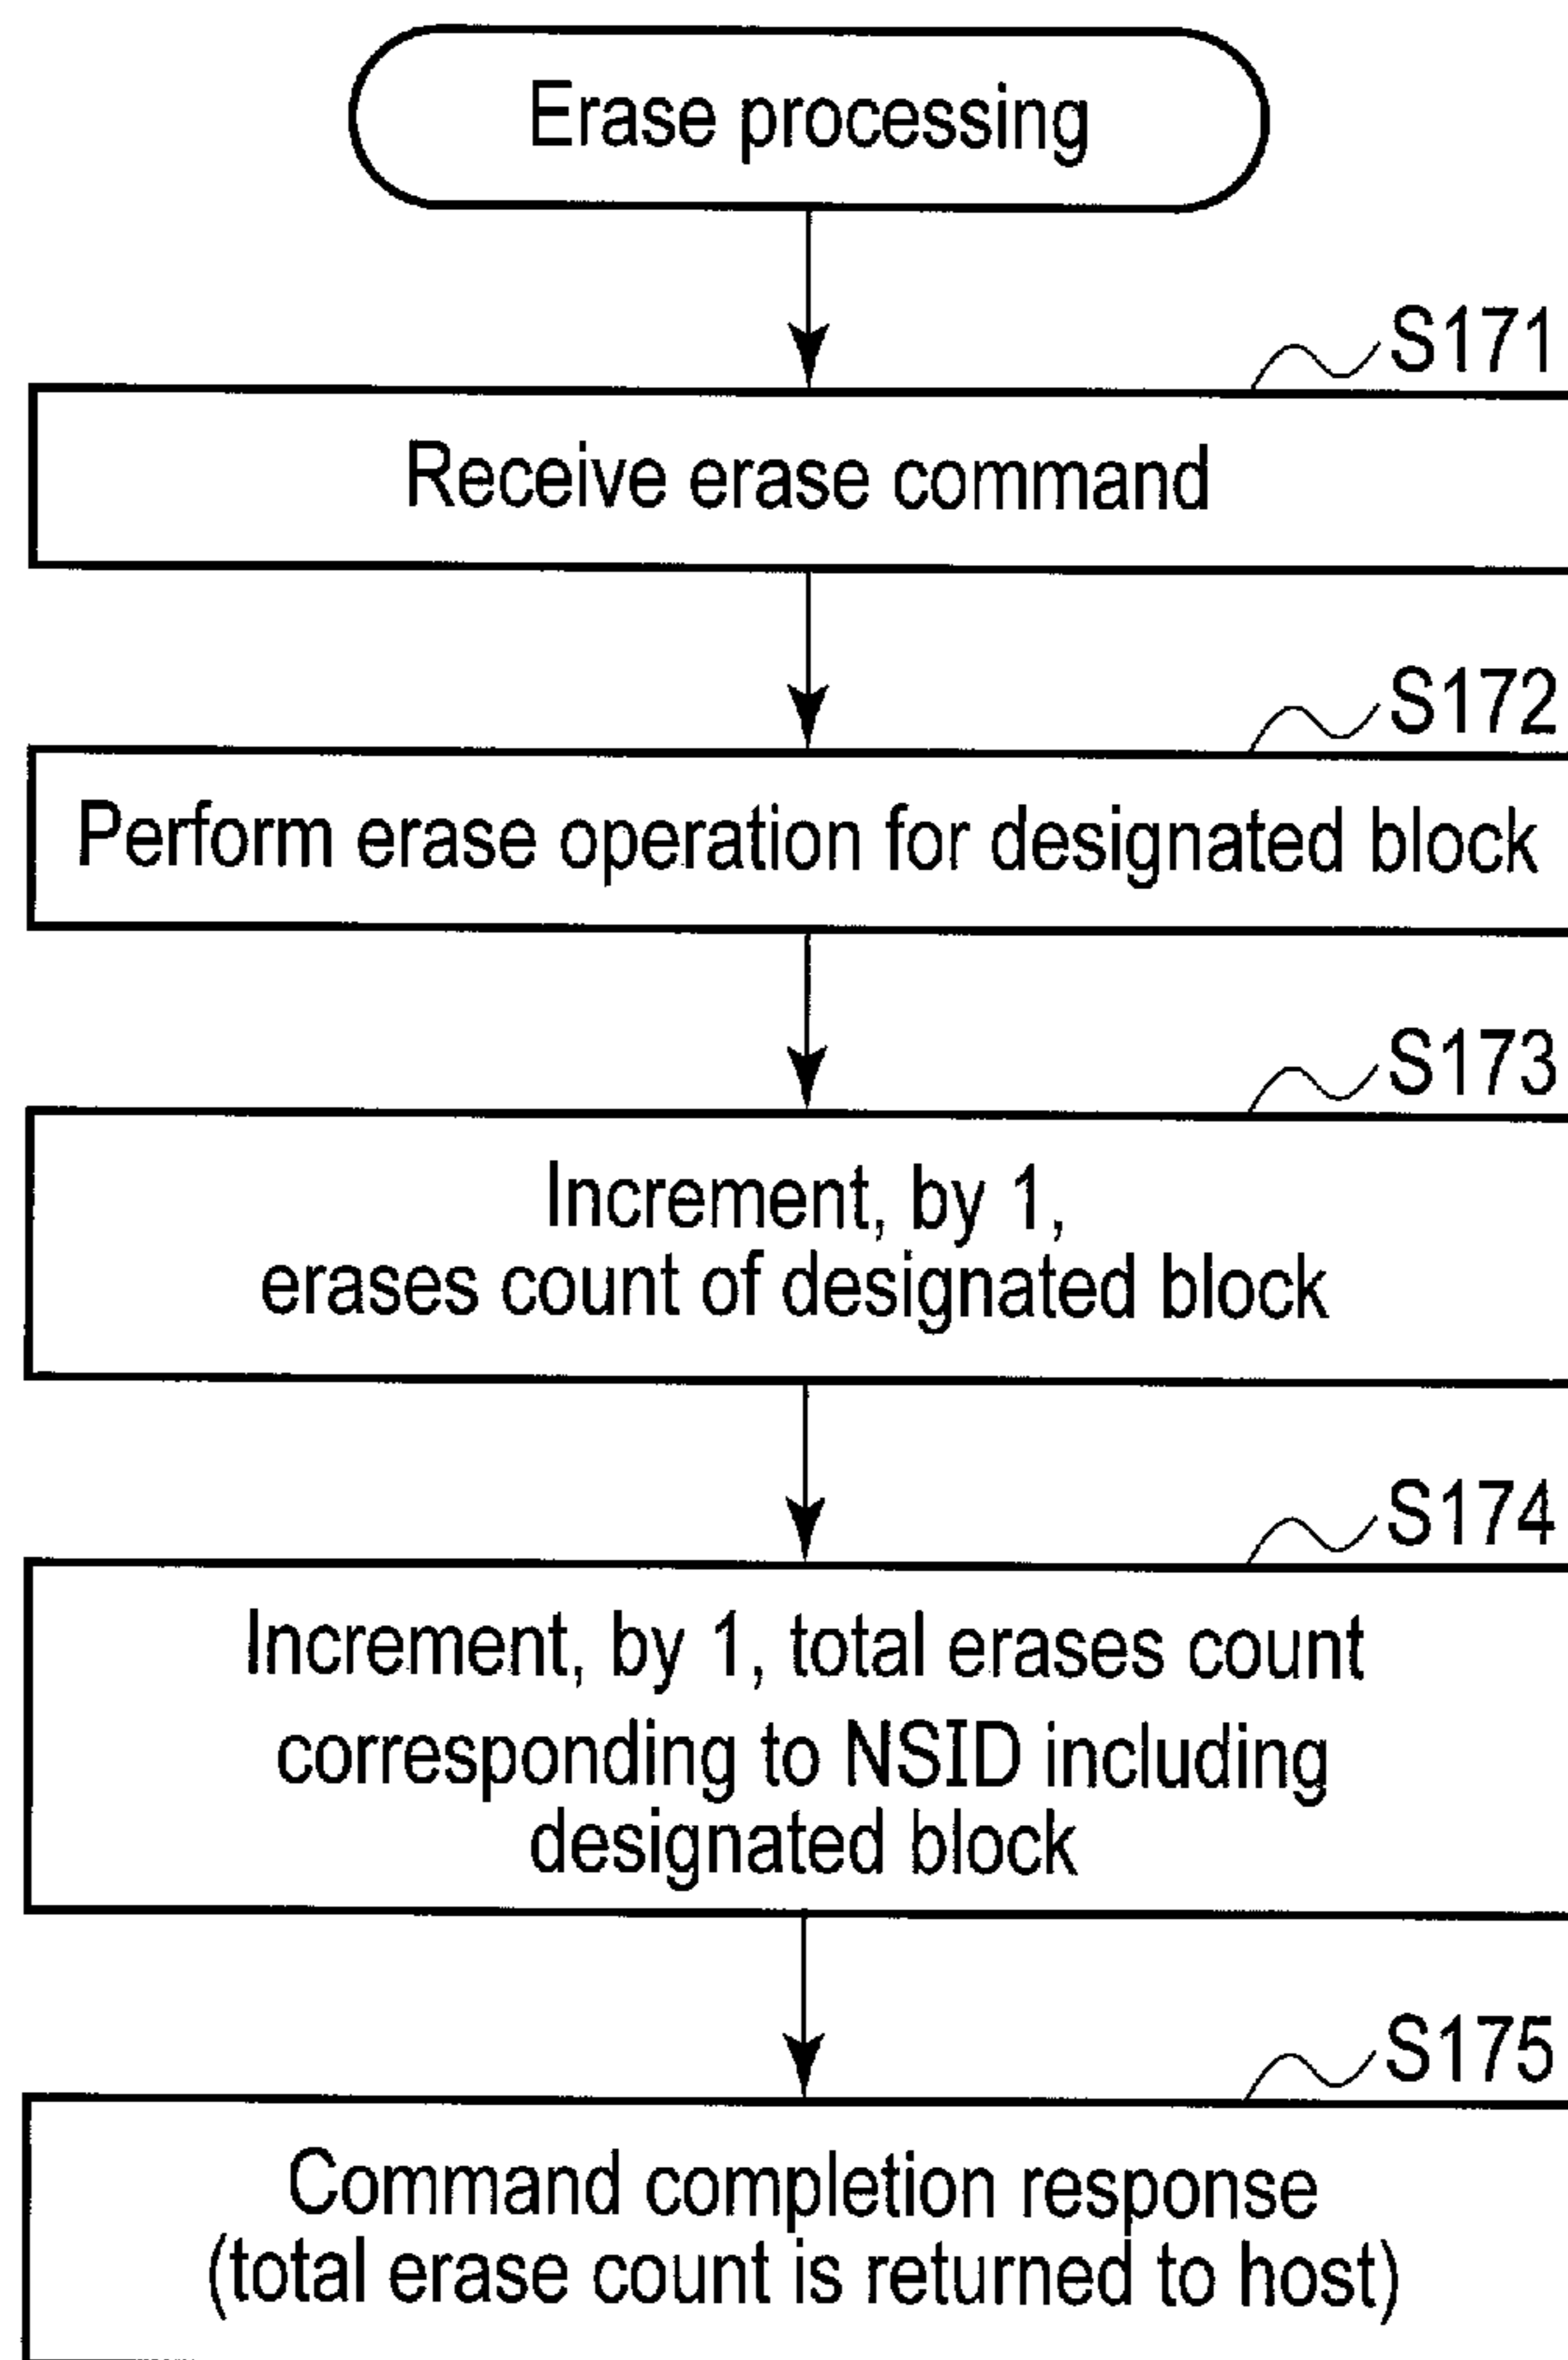 Erase processing
S171
Receive erase command
S172
Perform erase operation for designated block
S173
Increment, by 1,
erases count of designated block
S174
Increment, by 1, total erases count
corresponding to NSID including
designated block
S175
Command completion response
(total erase count is returned to host)